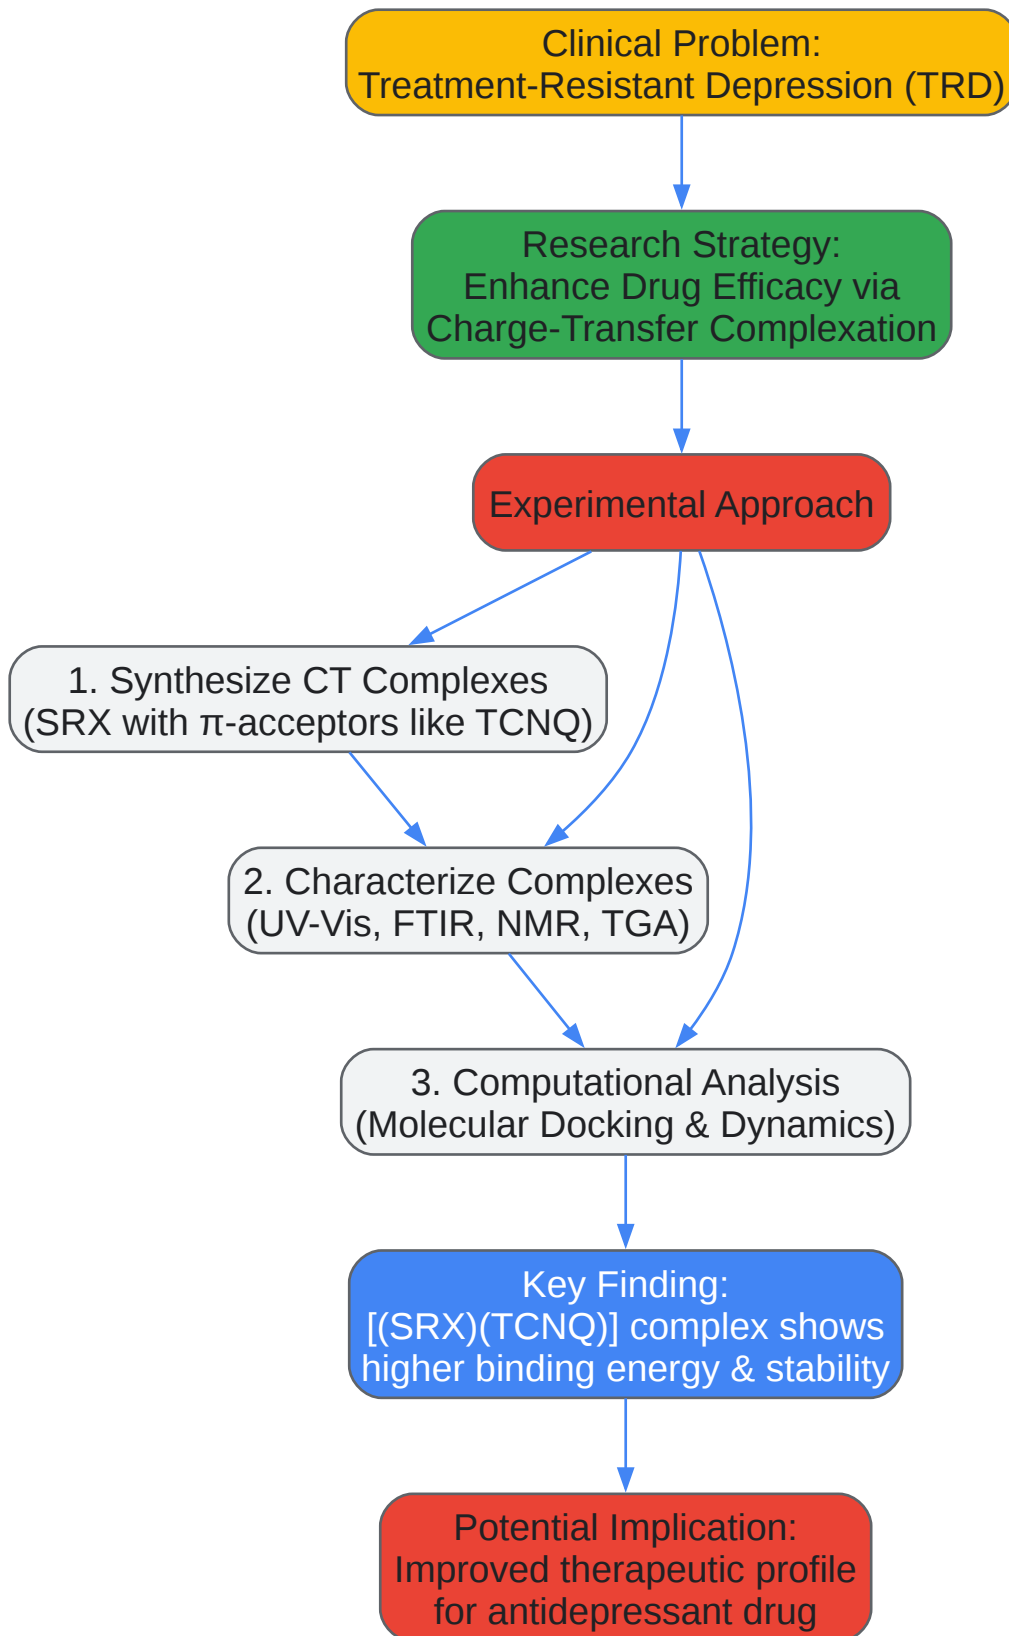 Clinical Problem:
Treatment-Resistant Depression (TRD)
Research Strategy:
Enhance Drug Efficacy via
Charge-Transfer Complexation
Experimental Approach
1. Synthesize CT Complexes
(SRX with π-acceptors like TCNQ)
2. Characterize Complexes
(UV-Vis, FTIR, NMR, TGA)
3. Computational Analysis
(Molecular Docking & Dynamics)
Key Finding:
[(SRX)(TCNQ)] complex shows
higher binding energy & stability
Potential Implication:
Improved therapeutic profile
for antidepressant drug